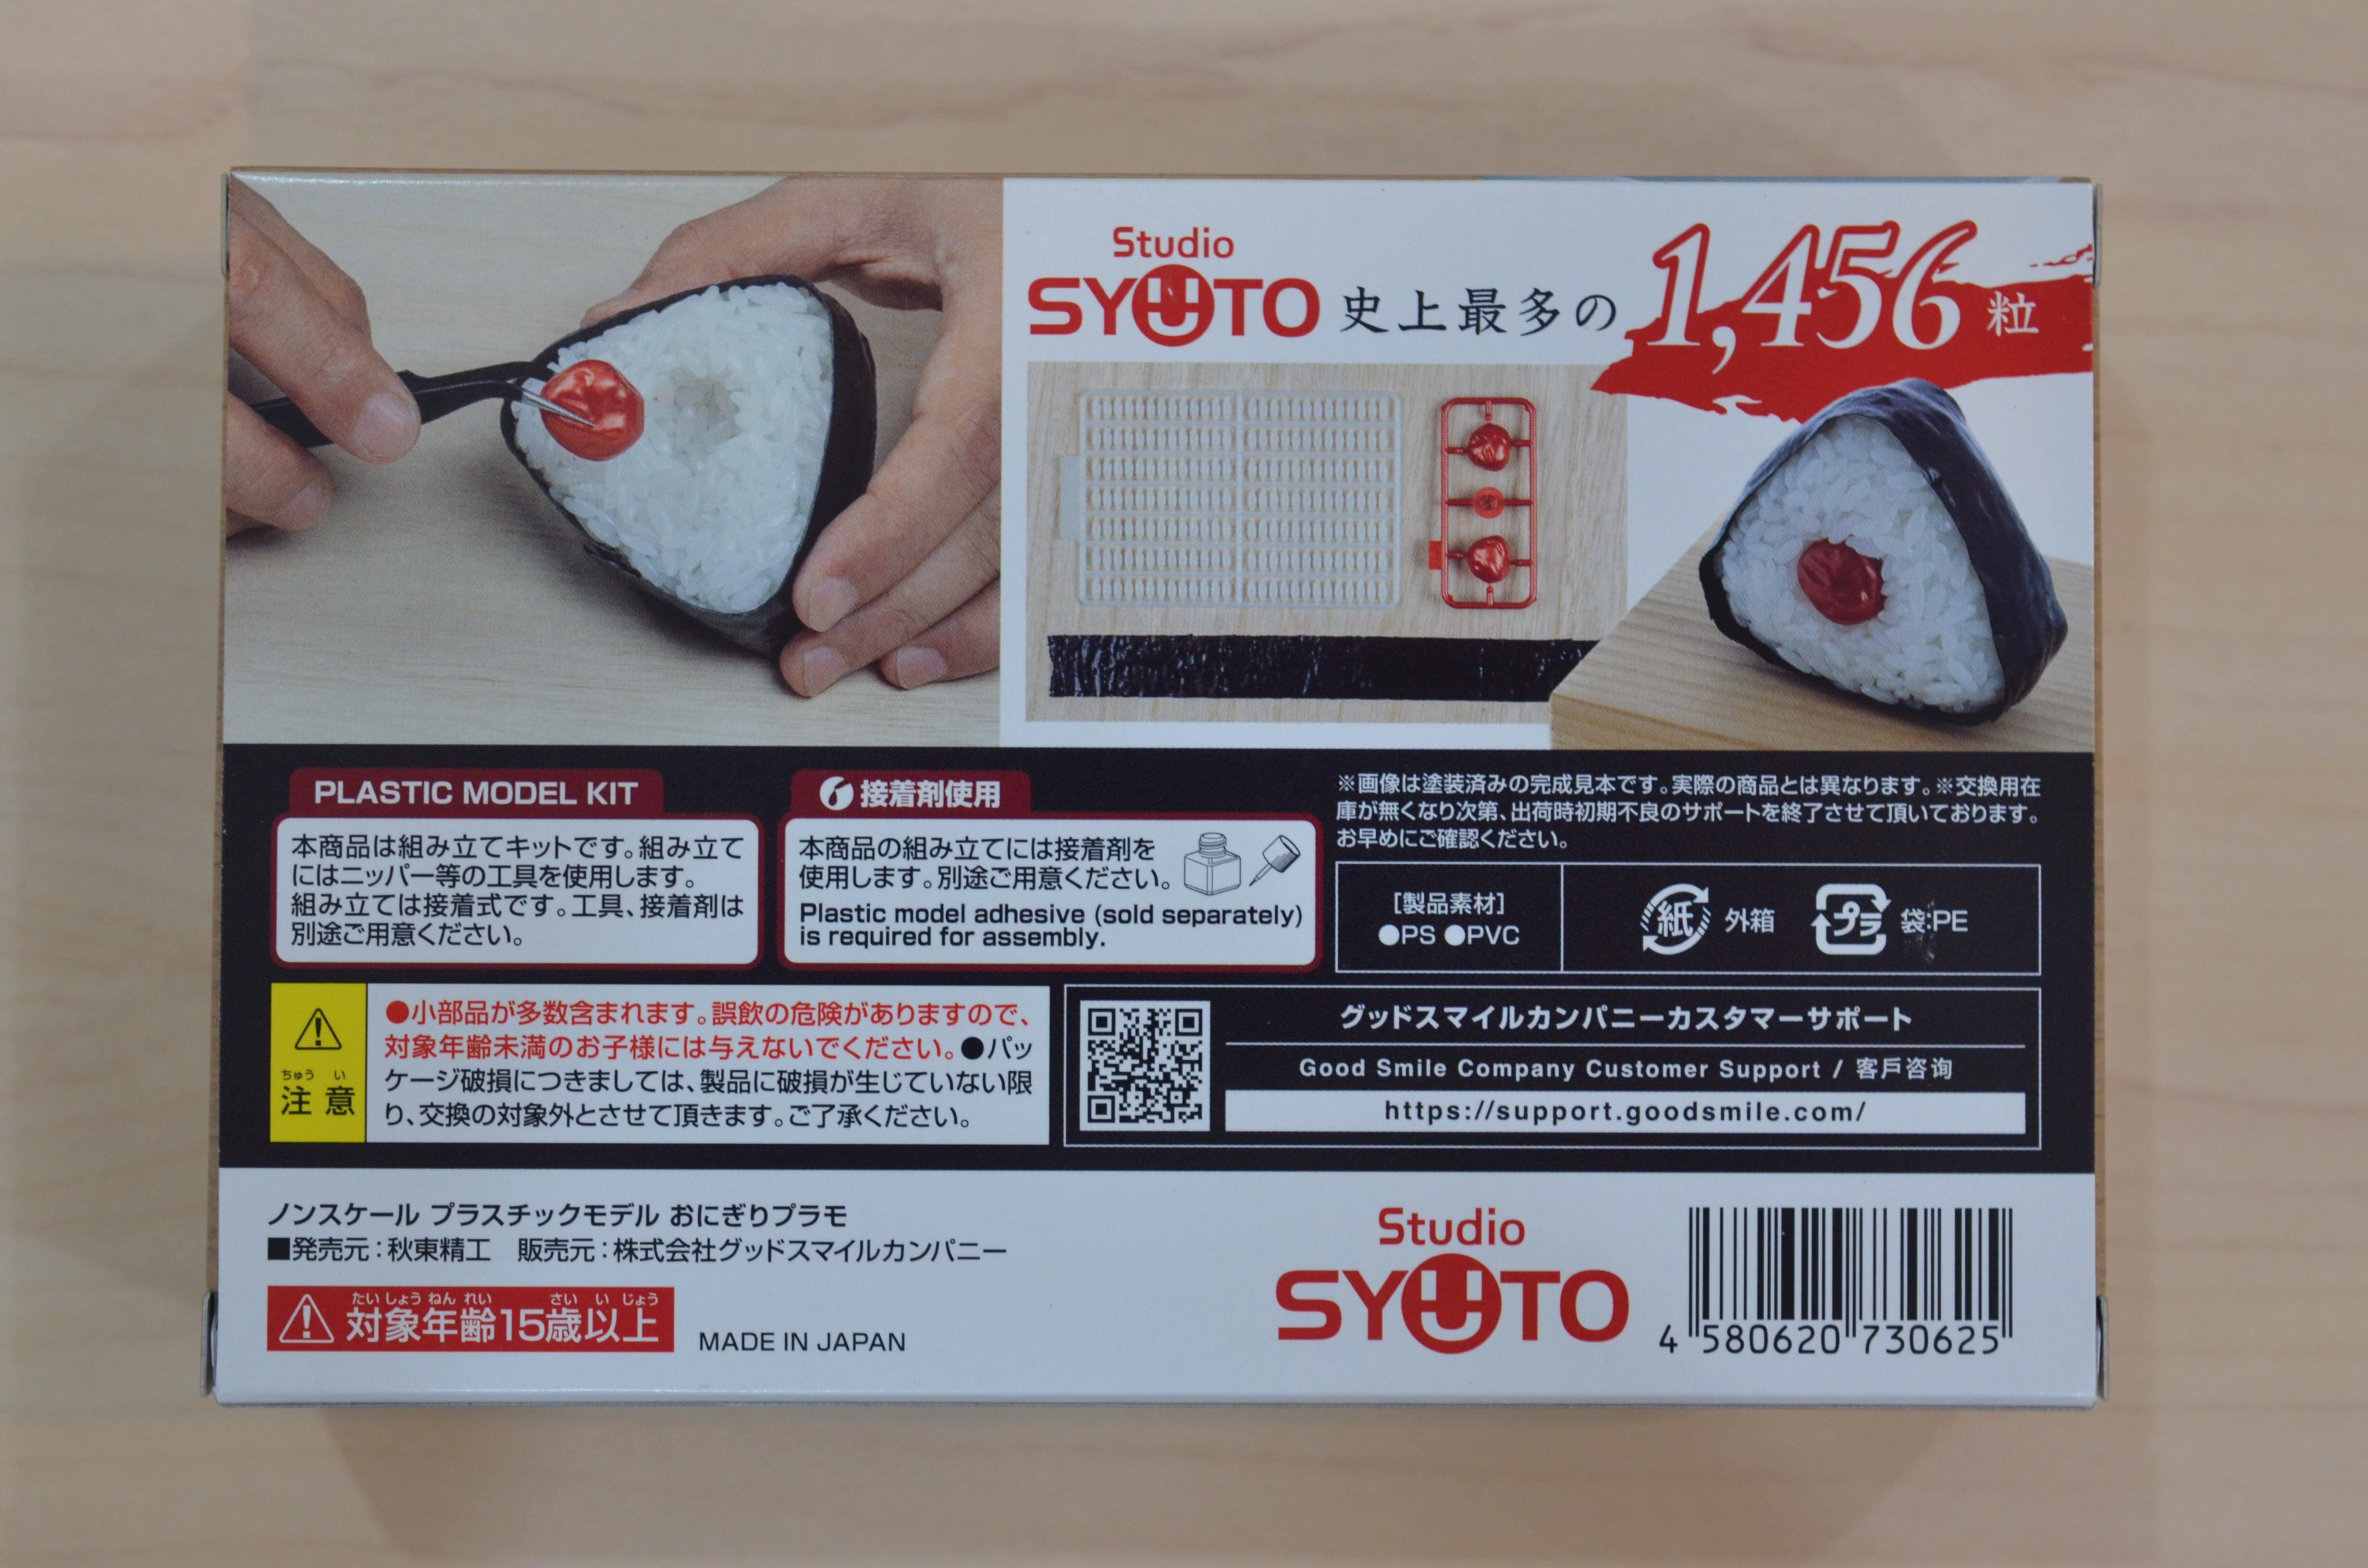 Studio
SYUTO 史上最多の 1,456 粒
PLASTIC MODEL KIT
本商品は組み立てキットです。組み立て
にはニッパー等の工具を使用します。
組み立ては接着式です。工具、接着剤は
別途ご用意ください。
接着剤使用
本商品の組み立てには接着剤を
使用します。別途ご用意ください。
Plastic model adhesive (sold separately)
is required for assembly.
※画像は塗装済みの完成見本です。実際の商品とは異なります。※交換用在
庫が無くなり次第、出荷時初期不良のサポートを終了させて頂いております。
お早めにご確認ください。
[製品素材]
●PS ●PVC
紙 外箱
プラ 袋:PE
ちゅう い
注意
●小部品が多数含まれます。誤飲の危険がありますので、
対象年齢未満のお子様には与えないでください。●パッ
ケージ破損につきましては、製品に破損が生じていない限
り、交換の対象外とさせて頂きます。ご了承ください。
グッドスマイルカンパニーカスタマーサポート
Good Smile Company Customer Support / 客戶咨询
https://support.goodsmile.com/
ノンスケール プラスチックモデル おにぎりプラモ
■発売元：秋東精工 販売元：株式会社グッドスマイルカンパニー
たい しょう ねん れい さい い じょう
対象年齢15歳以上
MADE IN JAPAN
Studio
SYUTO
4 580620 730625